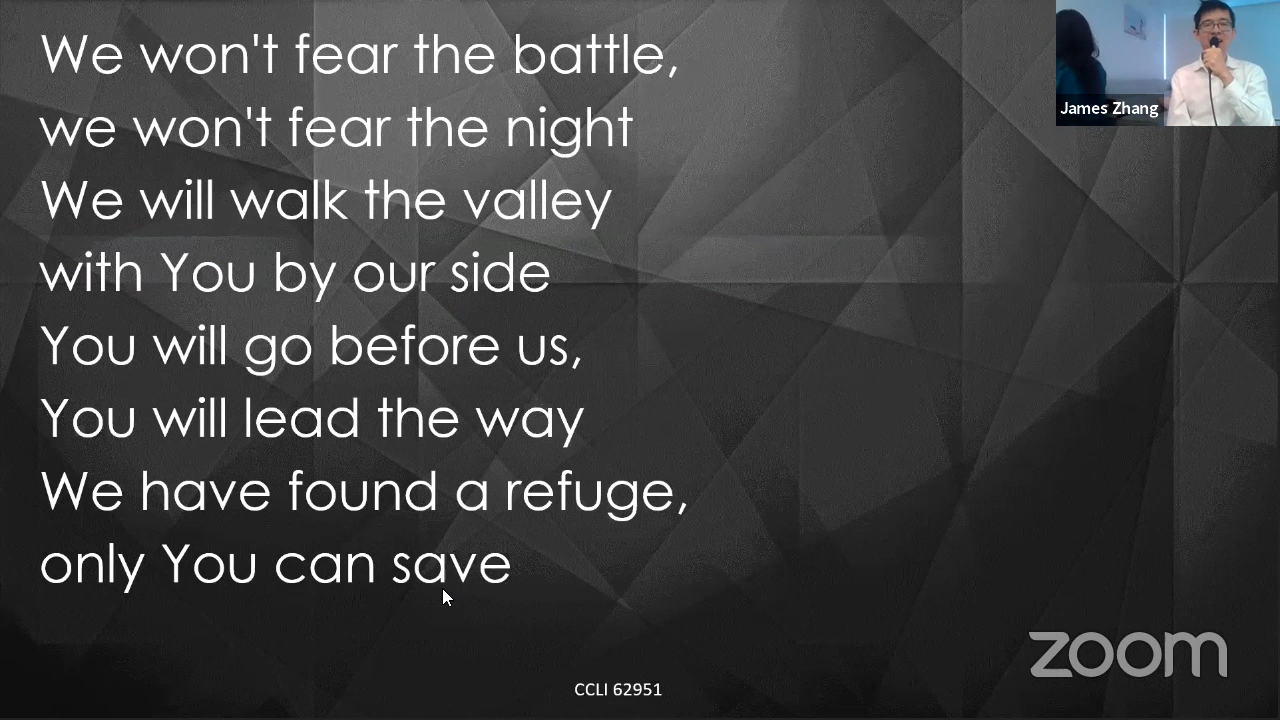 We won't fear the battle,
we won't fear the night
We will walk the valley
with You by our side
You will go before us,
You will lead the way
We have found a refuge,
only You can save
James Zhang
zoom
CCLI 62951